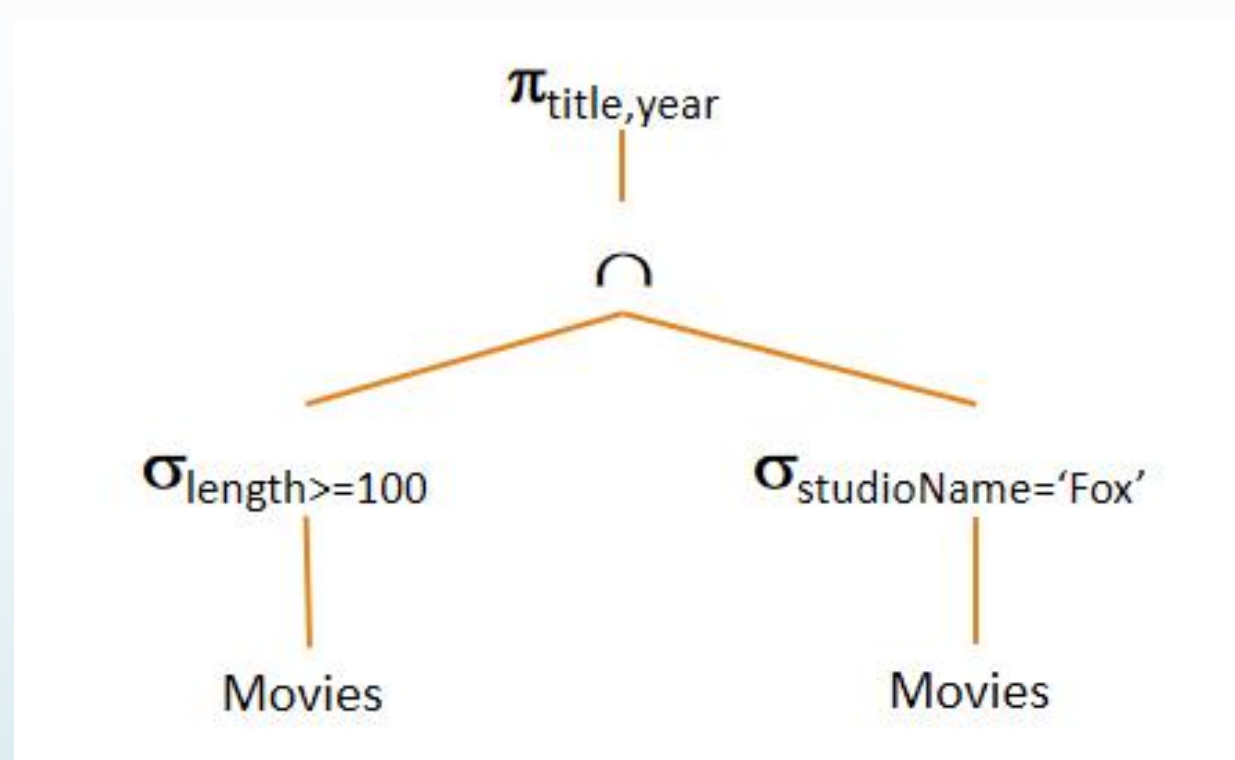 πtitle,year
∩
σlength>=100 σstudioName=‘Fox’
Movies Movies